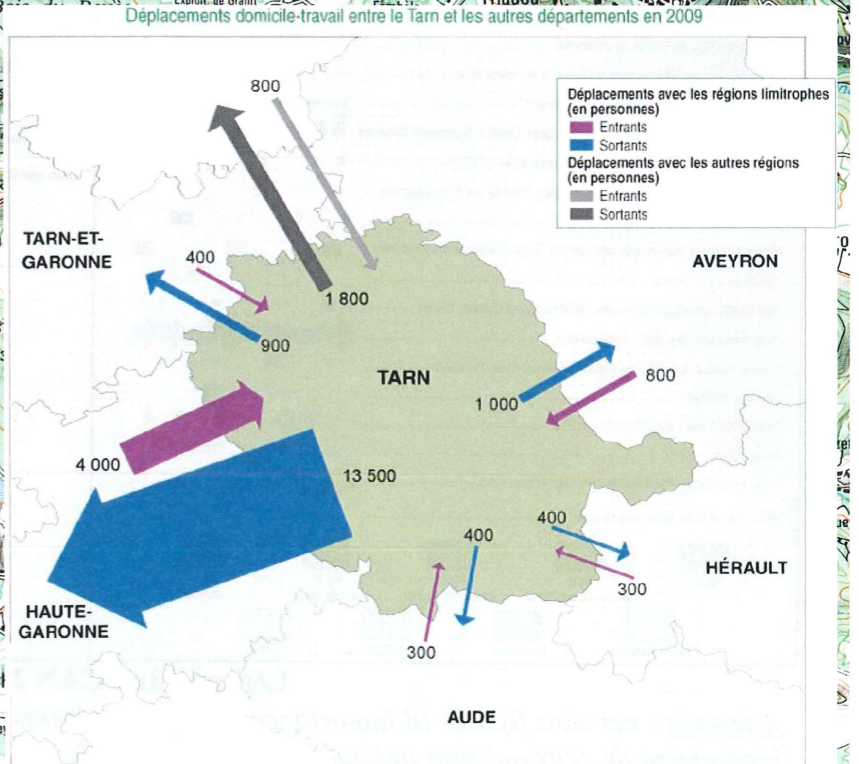 Déplacements domicile-travail entre le Tarn et les autres départements en 2009
Déplacements avec les régions limitrophes
(en personnes)
Entrants
Sortants
Déplacements avec les autres régions
(en personnes)
Entrants
Sortants
800
TARN-ET-
GARONNE
400
AVEYRON
1 800
900
TARN
800
1 000
4 000
13 500
400
400
HÉRAULT
300
HAUTE-
GARONNE
300
AUDE